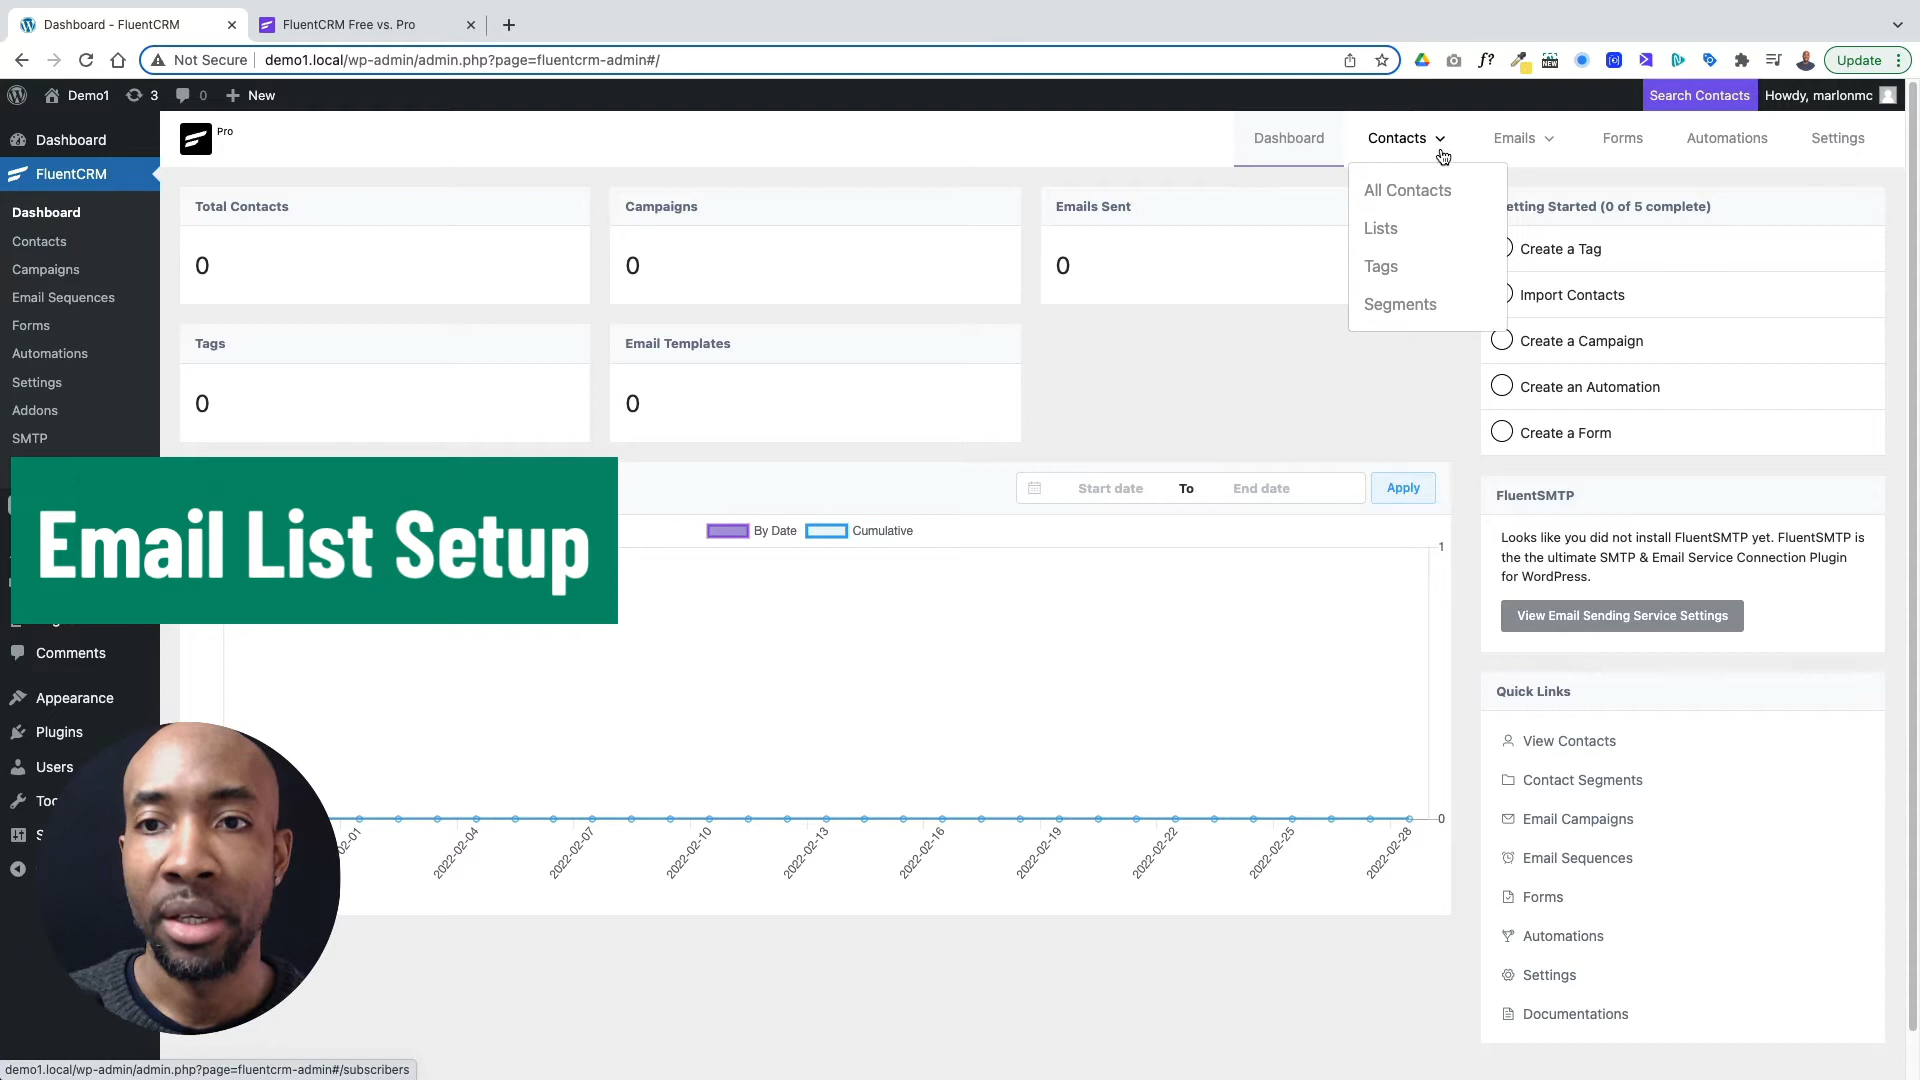 Dashboard - FluentCRM
FluentCRM Free vs. Pro
Not Secure
demo1.local/wp-admin/admin.php?page=fluentcrm-admin#/
f?
NEW
Update
Demo1
3
0
New
Search Contacts
Howdy, marlonmc
Dashboard
FluentCRM
Dashboard
Contacts
Campaigns
Email Sequences
Forms
Automations
Settings
Addons
SMTP
Comments
Appearance
Plugins
Users
Pro
Dashboard
Contacts
Emails
Forms
Automations
Settings
All Contacts
Lists
Tags
Segments
Total Contacts
0
Campaigns
0
Emails Sent
0
Tags
0
Email Templates
0
Email List Setup
Start date
To
End date
Apply
By Date
Cumulative
1
0
02-01
2022-02-04
2022-02-07
2022-02-10
2022-02-13
2022-02-16
2022-02-19
2022-02-22
2022-02-25
2022-02-28
etting Started (0 of 5 complete)
Create a Tag
Import Contacts
Create a Campaign
Create an Automation
Create a Form
FluentSMTP
Looks like you did not install FluentSMTP yet. FluentSMTP is
the the ultimate SMTP & Email Service Connection Plugin
for WordPress.
View Email Sending Service Settings
Quick Links
View Contacts
Contact Segments
Email Campaigns
Email Sequences
Forms
Automations
Settings
Documentations
demo1.local/wp-admin/admin.php?page=fluentcrm-admin#/subscribers